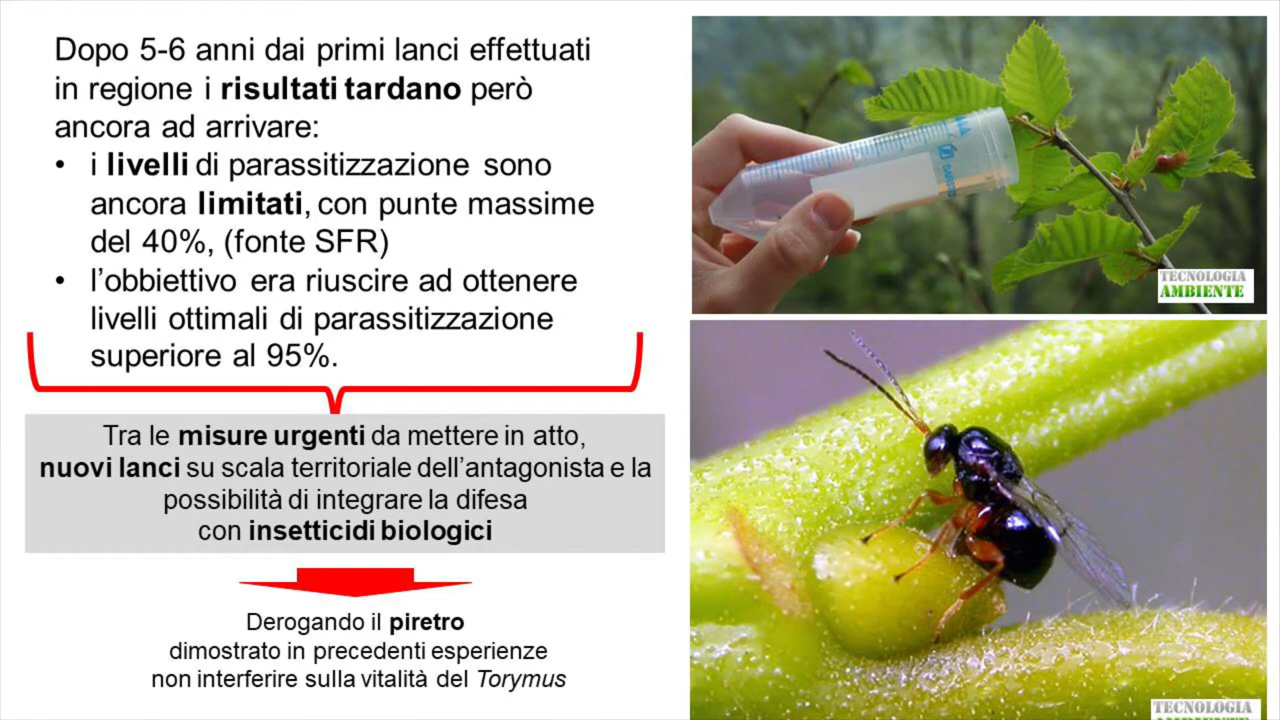 Dopo 5-6 anni dai primi lanci effettuati
in regione i risultati tardano però
ancora ad arrivare:
• i livelli di parassitizzazione sono
ancora limitati, con punte massime
del 40%, (fonte SFR)
• l’obbiettivo era riuscire ad ottenere
livelli ottimali di parassitizzazione
superiore al 95%.
Tra le misure urgenti da mettere in atto,
nuovi lanci su scala territoriale dell’antagonista e la
possibilità di integrare la difesa
con insetticidi biologici
Derogando il piretro
dimostrato in precedenti esperienze
non interferire sulla vitalità del Torymus
TECNOLOGIA
AMBIENTE
TECNOLOGIA
AMBIENTE